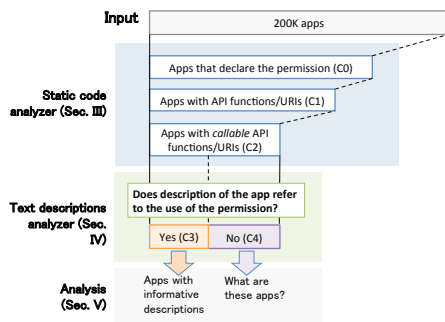 Input
200K apps
Apps that declare the permission (C0)
Static code
analyzer (Sec. III)
Apps with API functions/URIs (C1)
Apps with callable API
functions/URIs (C2)
Text descriptions
analyzer (Sec.
IV)
Does description of the app refer
to the use of the permission?
Yes (C3)
No (C4)
Analysis
(Sec. V)
Apps with
informative
descriptions
What are
these apps?